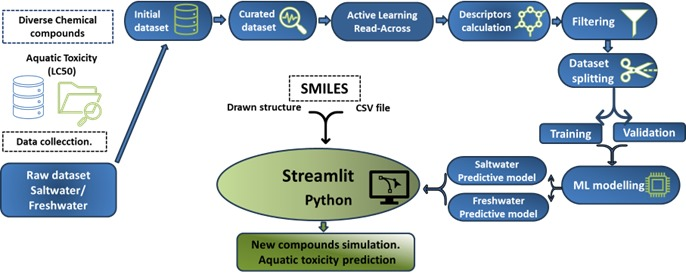 Diverse Chemical
compounds
Aquatic Toxicity
(LC50)
Data collecction.
Raw dataset
Saltwater/
Freshwater
Initial
dataset
Curated
dataset
Active Learning
Read-Across
Descriptors
calculation
Filtering
Dataset
splitting
Training
Validation
ML modelling
Saltwater
Predictive model
Freshwater
Predictive model
SMILES
Drawn structure
CSV file
Streamlit
Python
New compounds simulation.
Aquatic toxicity prediction